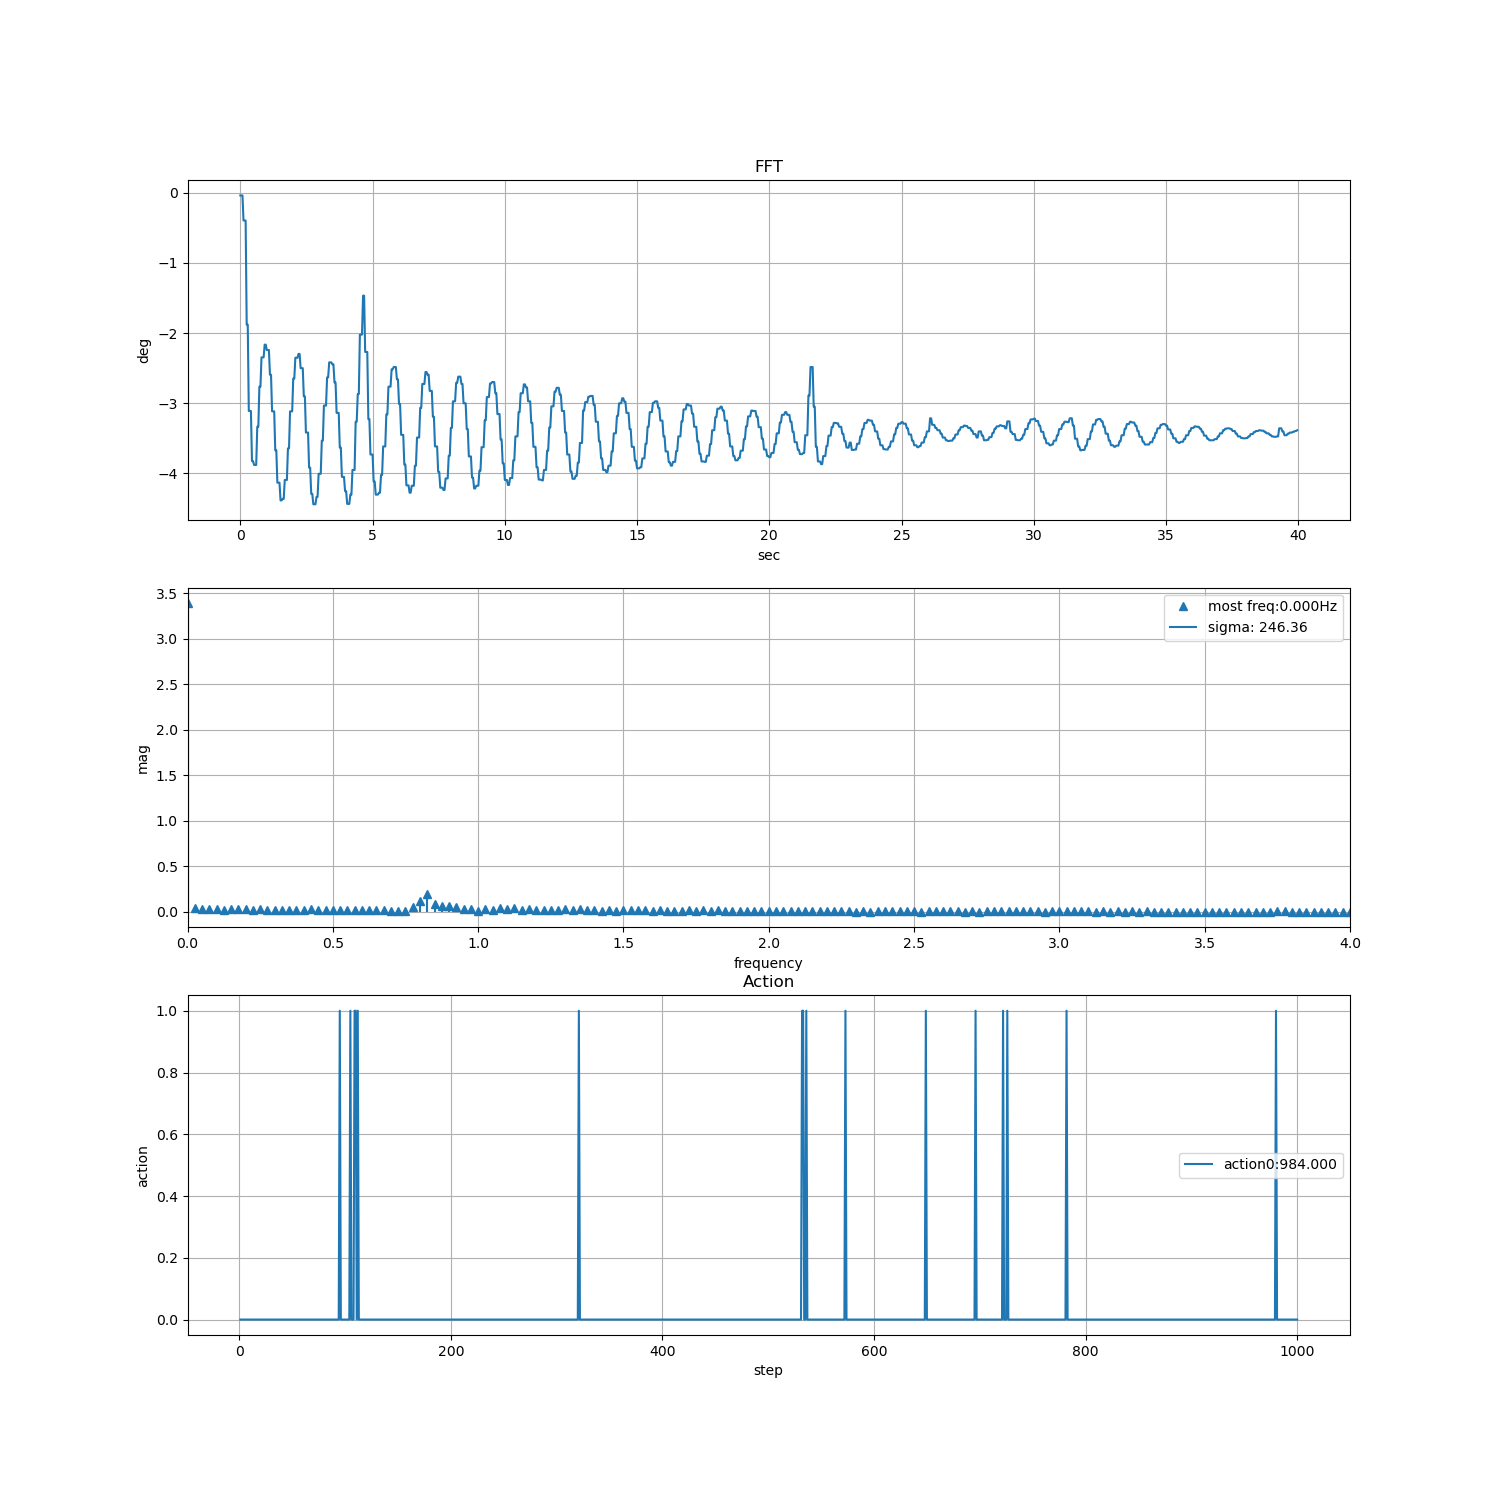 FFT
0
−1
−2
−3
−4
deg
0 5 10 15 20 25 30 35 40
sec
3.5
3.0
2.5
2.0
1.5
1.0
0.5
0.0
mag
most freq:0.000Hz
sigma: 246.36
0.0 0.5 1.0 1.5 2.0 2.5 3.0 3.5 4.0
frequency
Action
1.0
0.8
0.6
0.4
0.2
0.0
action
action0:984.000
0 200 400 600 800 1000
step